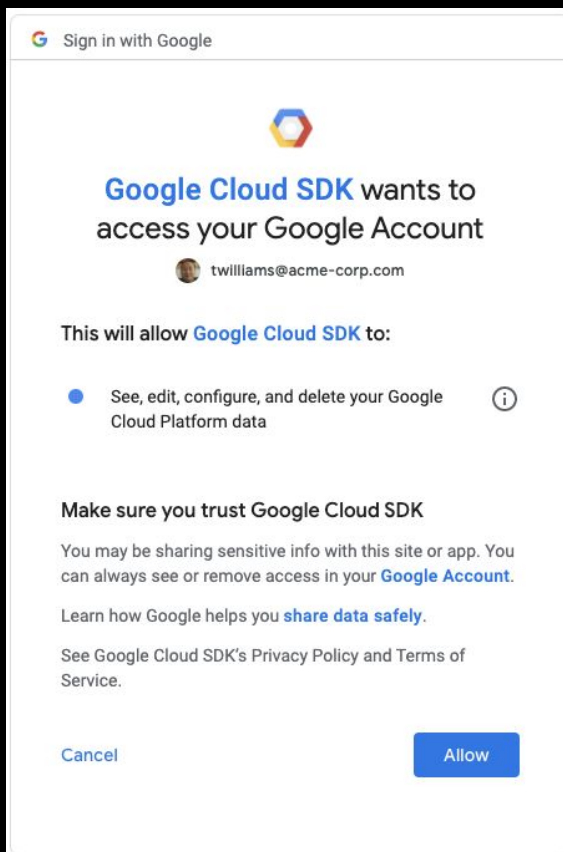 Sign in with Google
Google Cloud SDK wants to
access your Google Account
twilliams@acme-corp.com
This will allow Google Cloud SDK to:
See, edit, configure, and delete your Google
Cloud Platform data
Make sure you trust Google Cloud SDK
You may be sharing sensitive info with this site or app. You
can always see or remove access in your Google Account.
Learn how Google helps you share data safely.
See Google Cloud SDK's Privacy Policy and Terms of
Service.
Cancel
Allow